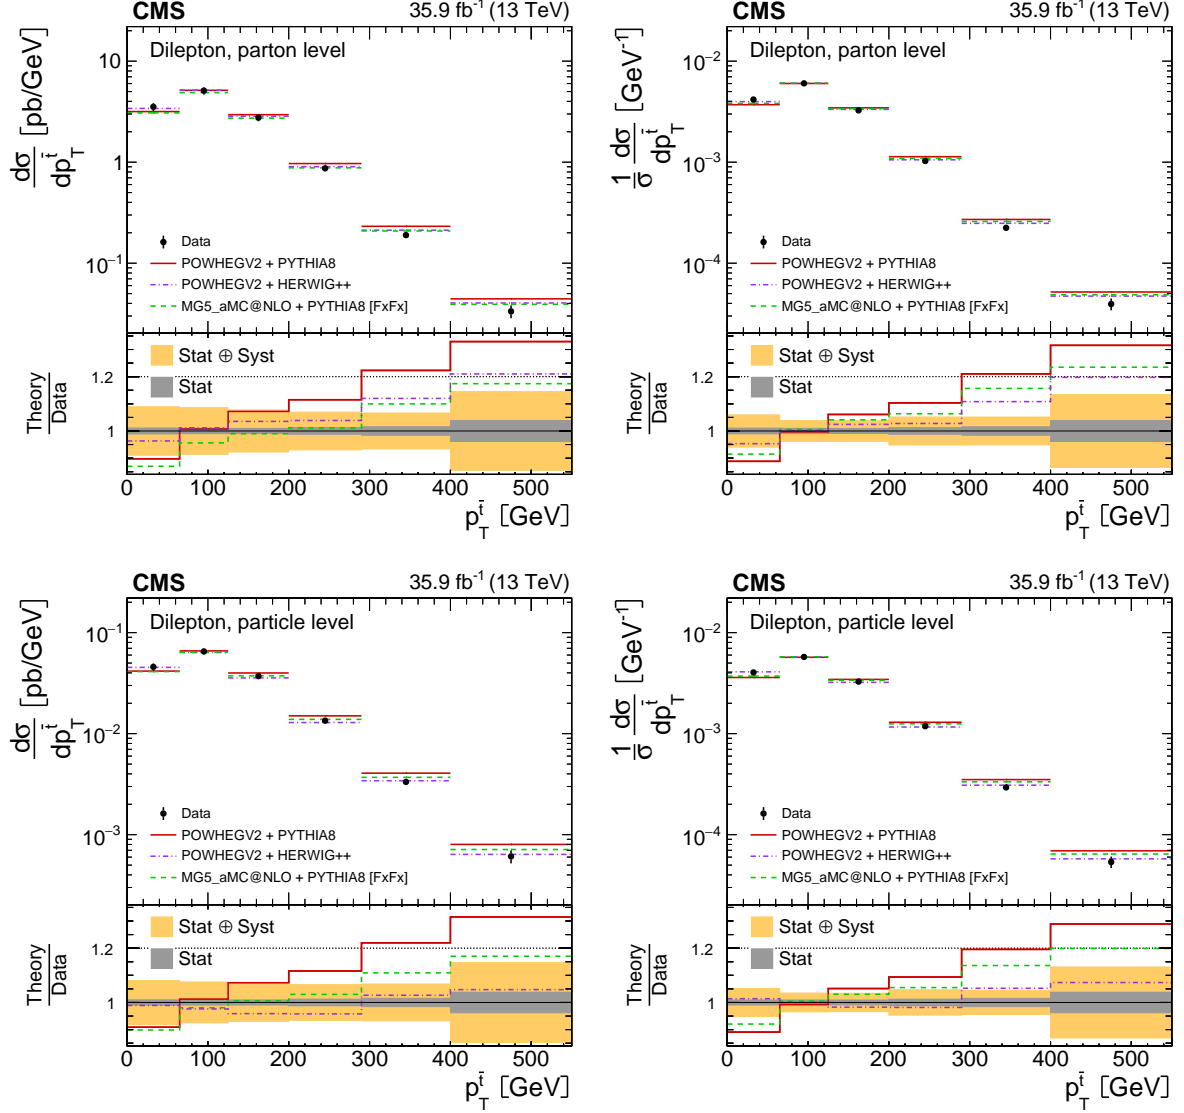 CMS 35.9 fb⁻¹ (13 TeV)
Dilepton, parton level
dσ/dp_T^t̄ [pb/GeV]
10
1
10⁻¹
Data
POWHEGV2 + PYTHIA8
POWHEGV2 + HERWIG++
MG5_aMC@NLO + PYTHIA8 [FxFx]
Theory/Data
Stat ⊕ Syst
Stat
1.2
1
0 100 200 300 400 500
p_T^t̄ [GeV]
CMS 35.9 fb⁻¹ (13 TeV)
Dilepton, parton level
1/σ dσ/dp_T^t̄ [GeV⁻¹]
10⁻²
10⁻³
10⁻⁴
Data
POWHEGV2 + PYTHIA8
POWHEGV2 + HERWIG++
MG5_aMC@NLO + PYTHIA8 [FxFx]
Theory/Data
Stat ⊕ Syst
Stat
1.2
1
0 100 200 300 400 500
p_T^t̄ [GeV]
CMS 35.9 fb⁻¹ (13 TeV)
Dilepton, particle level
dσ/dp_T^t̄ [pb/GeV]
10⁻¹
10⁻²
10⁻³
Data
POWHEGV2 + PYTHIA8
POWHEGV2 + HERWIG++
MG5_aMC@NLO + PYTHIA8 [FxFx]
Theory/Data
Stat ⊕ Syst
Stat
1.2
1
0 100 200 300 400 500
p_T^t̄ [GeV]
CMS 35.9 fb⁻¹ (13 TeV)
Dilepton, particle level
1/σ dσ/dp_T^t̄ [GeV⁻¹]
10⁻²
10⁻³
10⁻⁴
Data
POWHEGV2 + PYTHIA8
POWHEGV2 + HERWIG++
MG5_aMC@NLO + PYTHIA8 [FxFx]
Theory/Data
Stat ⊕ Syst
Stat
1.2
1
0 100 200 300 400 500
p_T^t̄ [GeV]